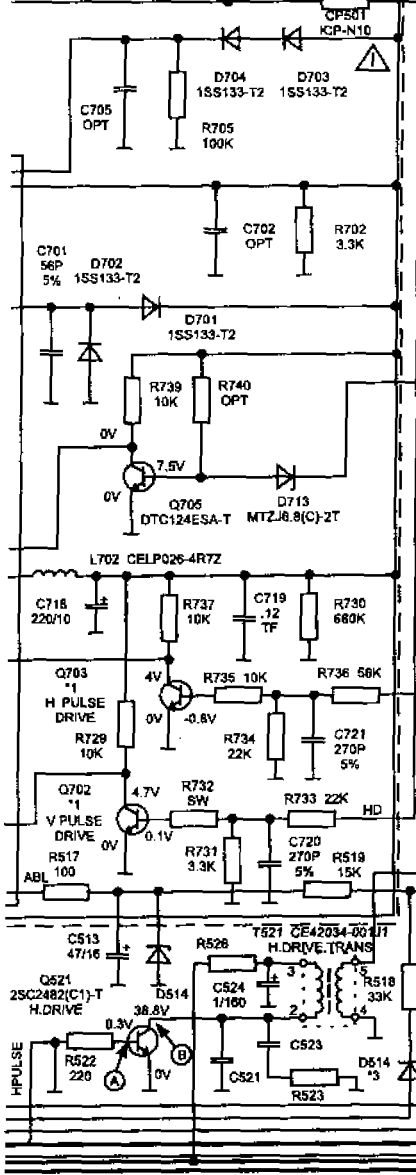 CP501
ICP-N10
D704
1SS133-T2
D703
1SS133-T2
C705
OPT
R705
100K
C702
OPT
R702
3.3K
C701
56P
5%
D702
1SS133-T2
D701
1SS133-T2
R739
10K
R740
OPT
0V
7.5V
0V
Q705
DTC124ESA-T
D713
MTZJ6.8(C)-2T
L702 CELP026-4R7Z
C718
220/10
+
R737
10K
C719
.12
TF
R730
660K
Q703
*1
H PULSE
DRIVE
4V
R735 10K
R736 56K
0V
-0.6V
R729
10K
R734
22K
C721
270P
5%
Q702
*1
V PULSE
DRIVE
4.7V
R732
SW
R733 22K
HD
0V
0.1V
R731
3.3K
C720
270P
5%
R517
100
ABL
R519
15K
C513
47/16
+
T521 CE42034-001J1
H.DRIVE.TRANS
R526
3
5
Q521
2SC2482(C1)-T
H.DRIVE
D514
C524
1/160
+
R518
33K
38.8V
0.3V
2
4
HPULSE
R522
220
A
B
0V
C521
C523
R523
D514
*3